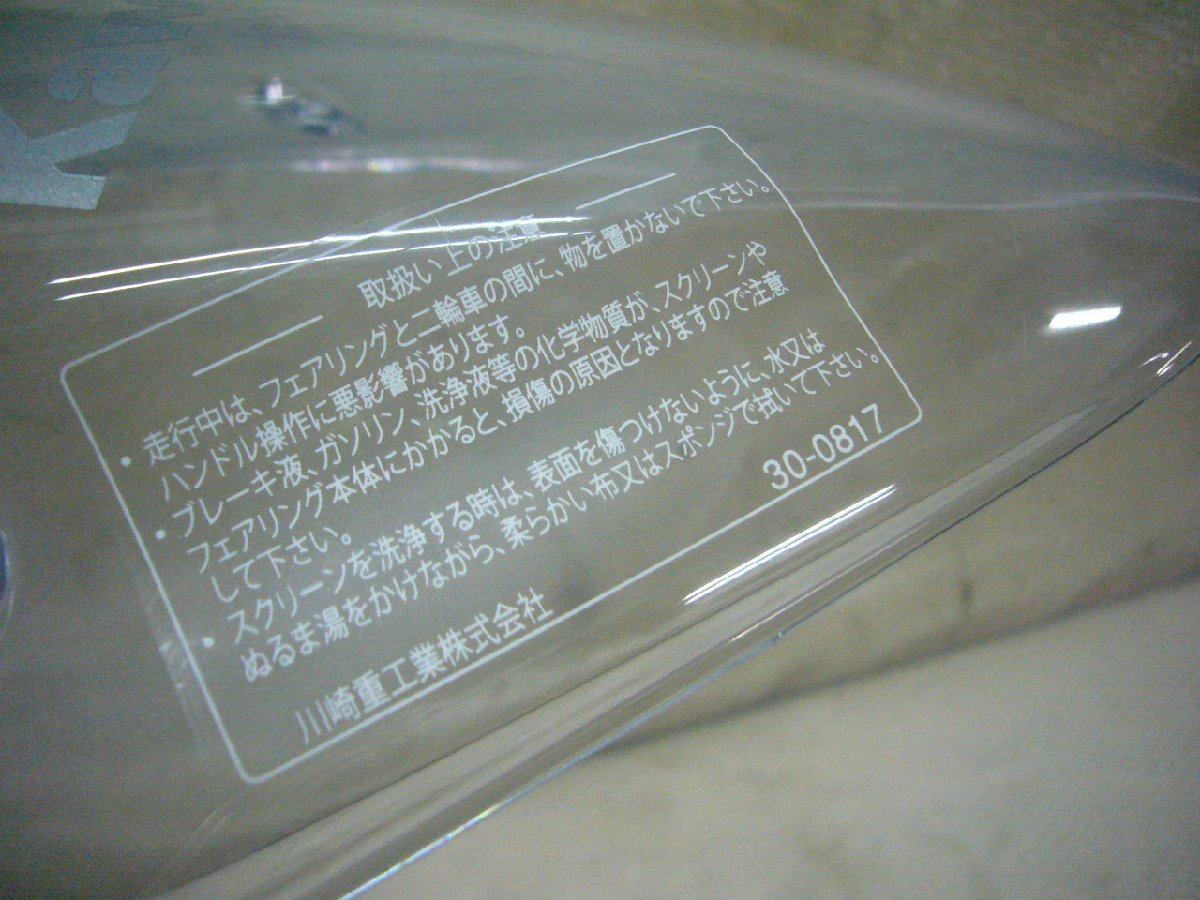 取扱い上の注意
・走行中は、フェアリングと二輪車の間に、物を置かないで下さい。
ハンドル操作に悪影響があります。
・ブレーキ液、ガソリン、洗浄液等の化学物質が、スクリーンや
フェアリング本体にかかると、損傷の原因となりますので注意
して下さい。
・スクリーンを洗浄する時は、表面を傷つけないように、水又は
ぬるま湯をかけながら、柔らかい布又はスポンジで拭いて下さい。
川崎重工業株式会社
30-0817